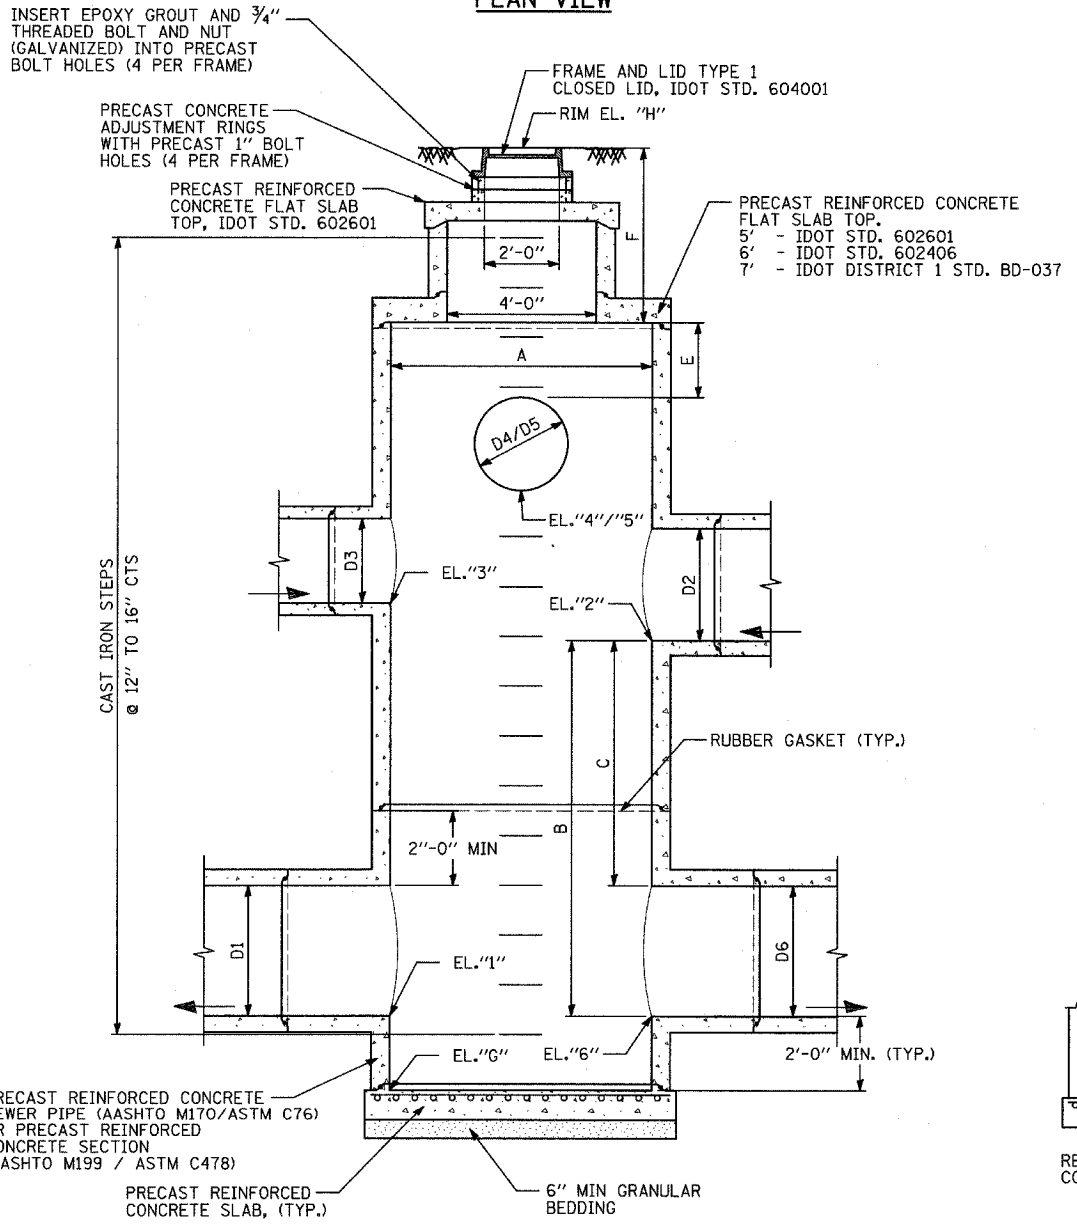 PLAN VIEW
INSERT EPOXY GROUT AND 3/4"
THREADED BOLT AND NUT
(GALVANIZED) INTO PRECAST
BOLT HOLES (4 PER FRAME)
FRAME AND LID TYPE 1
CLOSED LID, IDOT STD. 604001
RIM EL. "H"
PRECAST CONCRETE
ADJUSTMENT RINGS
WITH PRECAST 1" BOLT
HOLES (4 PER FRAME)
PRECAST REINFORCED
CONCRETE FLAT SLAB
TOP, IDOT STD. 602601
PRECAST REINFORCED CONCRETE
FLAT SLAB TOP.
5' - IDOT STD. 602601
6' - IDOT STD. 602406
7' - IDOT DISTRICT 1 STD. BD-037
F
2'-0"
4'-0"
A
E
D4/D5
EL."4"/"5"
D3
EL."3"
D2
EL."2"
CAST IRON STEPS
@ 12" TO 16" CTS
RUBBER GASKET (TYP.)
C
B
2'-0" MIN
D1
D6
EL."1"
EL."G"
EL."6"
2'-0" MIN. (TYP.)
RECAST REINFORCED CONCRETE
EWER PIPE (AASHTO M170/ASTM C76)
R PRECAST REINFORCED
ONCRETE SECTION
AASHTO M199 / ASTM C478)
PRECAST REINFORCED
CONCRETE SLAB, (TYP.)
6" MIN GRANULAR
BEDDING
RE
CO